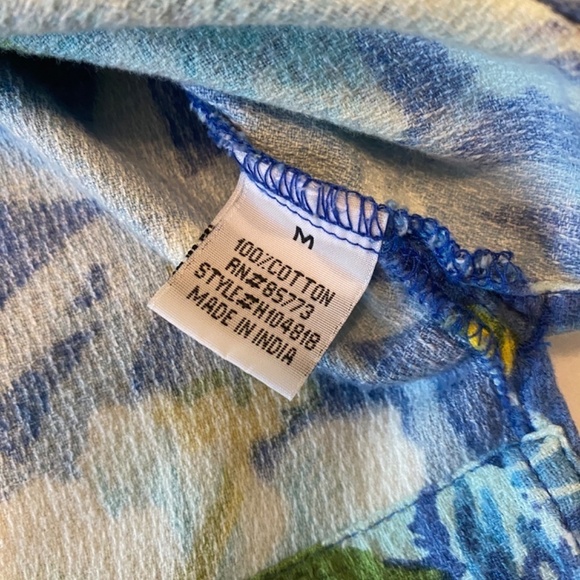 M
100%COTTON
RN#85773
STYLE#H104818
MADE IN INDIA